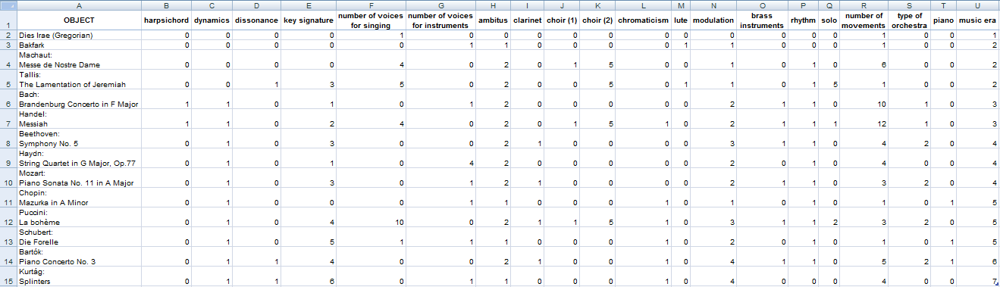 A B C D E F G H I J K L M N O P Q R S T U
number of voices number of voices brass number of type of
1 OBJECT harpsichord dynamics dissonance key signature for singing for instruments ambitus clarinet choir (1) choir (2) chromaticism lute modulation instruments rhythm solo movements orchestra piano music era
2 Dies Irae (Gregorian) 0 0 0 0 1 0 0 0 0 0 0 0 0 0 0 0 1 0 0 1
3 Bakfark 0 0 0 0 0 1 1 0 0 0 0 1 1 0 0 0 1 0 0 2
Machaut:
4 Messe de Nostre Dame 0 0 0 0 4 0 2 0 1 5 0 0 1 0 1 0 6 0 0 2
Tallis:
5 The Lamentation of Jeremiah 0 0 1 3 5 0 2 0 0 5 0 1 1 0 1 5 1 0 0 2
Bach:
6 Brandenburg Concerto in F Major 1 1 0 1 0 1 2 0 0 0 0 0 2 1 1 0 10 1 0 3
Handel:
7 Messiah 1 1 0 2 4 0 2 0 1 5 1 0 2 1 1 1 12 1 0 3
Beethoven:
8 Symphony No. 5 0 1 0 3 0 0 2 1 0 0 0 0 3 1 1 0 4 2 0 4
Haydn:
9 String Quartet in G Major, Op.77 0 1 0 1 0 4 2 0 0 0 0 0 2 0 1 0 4 0 0 4
Mozart:
10 Piano Sonata No. 11 in A Major 0 1 0 3 0 1 2 1 0 0 0 0 2 1 1 0 3 2 0 4
Chopin:
11 Mazurka in A Minor 0 1 0 0 0 1 1 0 0 0 1 0 1 0 1 0 1 0 1 5
Puccini:
12 La bohème 0 1 0 4 10 0 2 1 1 5 1 0 3 1 1 2 3 2 0 5
Schubert:
13 Die Forelle 0 1 0 5 1 1 1 0 0 0 1 0 2 0 1 0 1 0 1 5
Bartók:
14 Piano Concerto No. 3 0 1 1 4 0 0 2 1 0 0 1 0 4 1 1 0 5 2 1 6
Kurtág:
15 Splinters 0 1 1 6 0 1 1 0 0 0 1 0 4 0 0 0 4 0 0 7